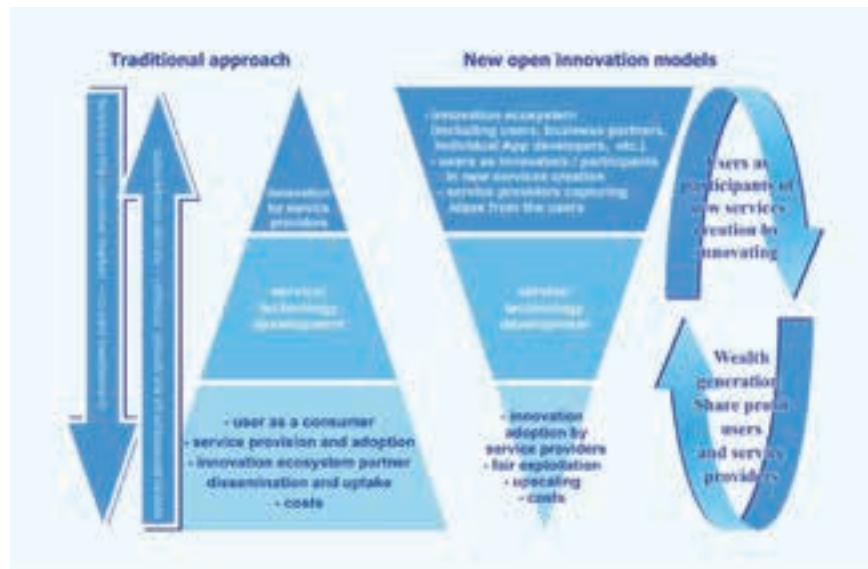 Traditional approach
New open innovation models
innovation
by service
providers
service/
technology
development
- user as a consumer
- service provision and adoption
- innovation ecosystem partner
dissemination and uptake
- costs
- innovation ecosystem
(including users, business partners,
individual App developers, etc.)
- users as innovators / participants
in new services creation
- service providers capturing
ideas from the users
service/
technology
development
- innovation
adoption by
service providers
- fair exploitation
- upscaling
- costs
Users as
participants of
new services
creation by
innovating
Wealth
generation
Share profit
users
and service
providers